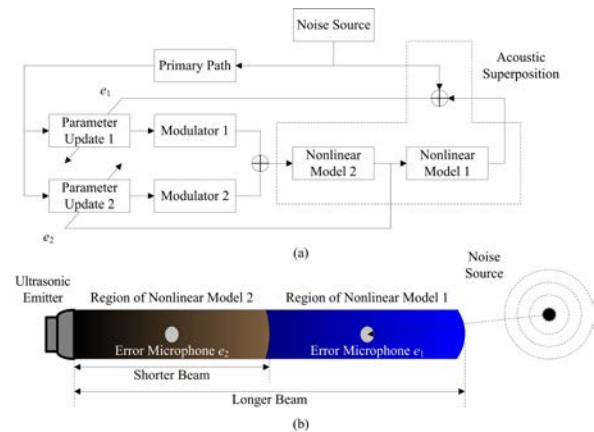 Noise Source
Primary Path
Acoustic
Superposition
e1
Parameter
Update 1
Modulator 1
Nonlinear
Model 2
Nonlinear
Model 1
Parameter
Update 2
Modulator 2
e2
(a)
Ultrasonic
Emitter
Region of Nonlinear Model 2
Region of Nonlinear Model 1
Noise
Source
Error Microphone e2
Error Microphone e1
Shorter Beam
Longer Beam
(b)